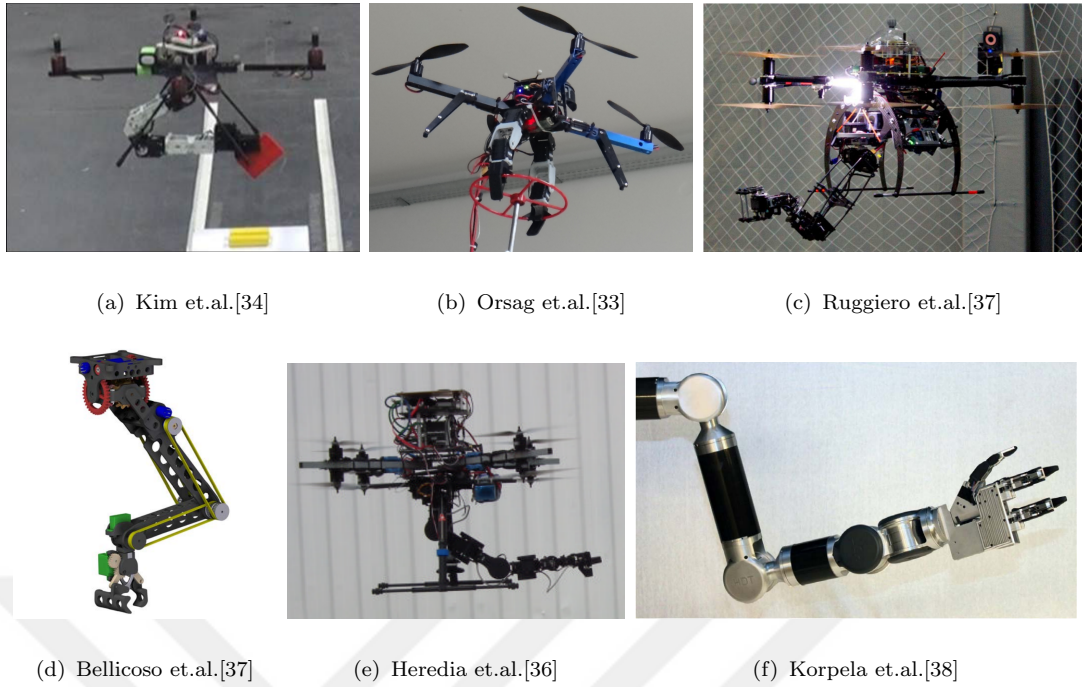 (a) Kim et.al.[34]
(b) Orsag et.al.[33]
(c) Ruggiero et.al.[37]
(d) Bellicoso et.al.[37]
(e) Heredia et.al.[36]
(f) Korpela et.al.[38]